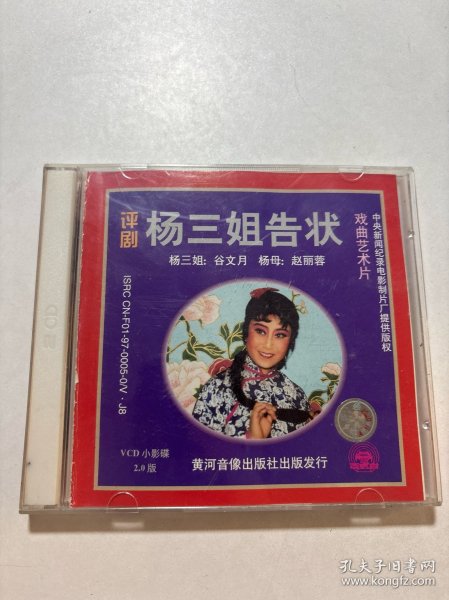 评剧
杨三姐告状
杨三姐：谷文月 杨母：赵丽蓉
戏曲艺术片
中央新闻纪录电影制片厂提供版权
ISRC CN-F01-97-0005-0/V·J8
VCD 小影碟
2.0 版
黄河音像出版社出版发行
孔夫子旧书网
www.kongfz.com